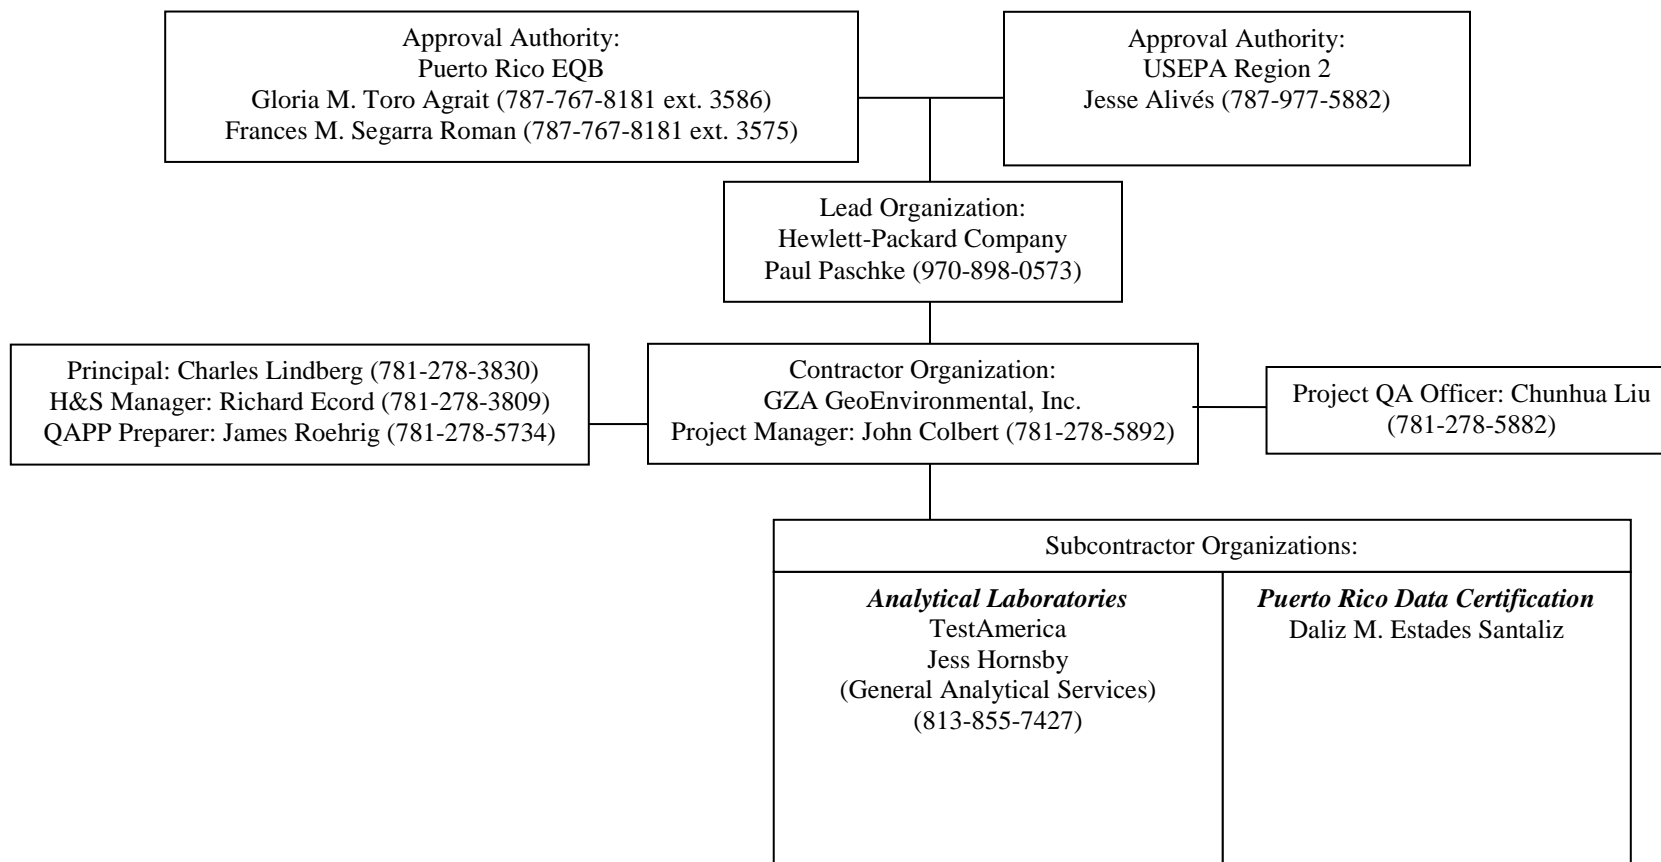 Approval Authority:
Puerto Rico EQB
Gloria M. Toro Agrait (787-767-8181 ext. 3586)
Frances M. Segarra Roman (787-767-8181 ext. 3575)
Approval Authority:
USEPA Region 2
Jesse Alivés (787-977-5882)
Lead Organization:
Hewlett-Packard Company
Paul Paschke (970-898-0573)
Principal: Charles Lindberg (781-278-3830)
H&S Manager: Richard Ecord (781-278-3809)
QAPP Preparer: James Roehrig (781-278-5734)
Contractor Organization:
GZA GeoEnvironmental, Inc.
Project Manager: John Colbert (781-278-5892)
Project QA Officer: Chunhua Liu
(781-278-5882)
Subcontractor Organizations:
Analytical Laboratories
TestAmerica
Jess Hornsby
(General Analytical Services)
(813-855-7427)
Puerto Rico Data Certification
Daliz M. Estades Santaliz